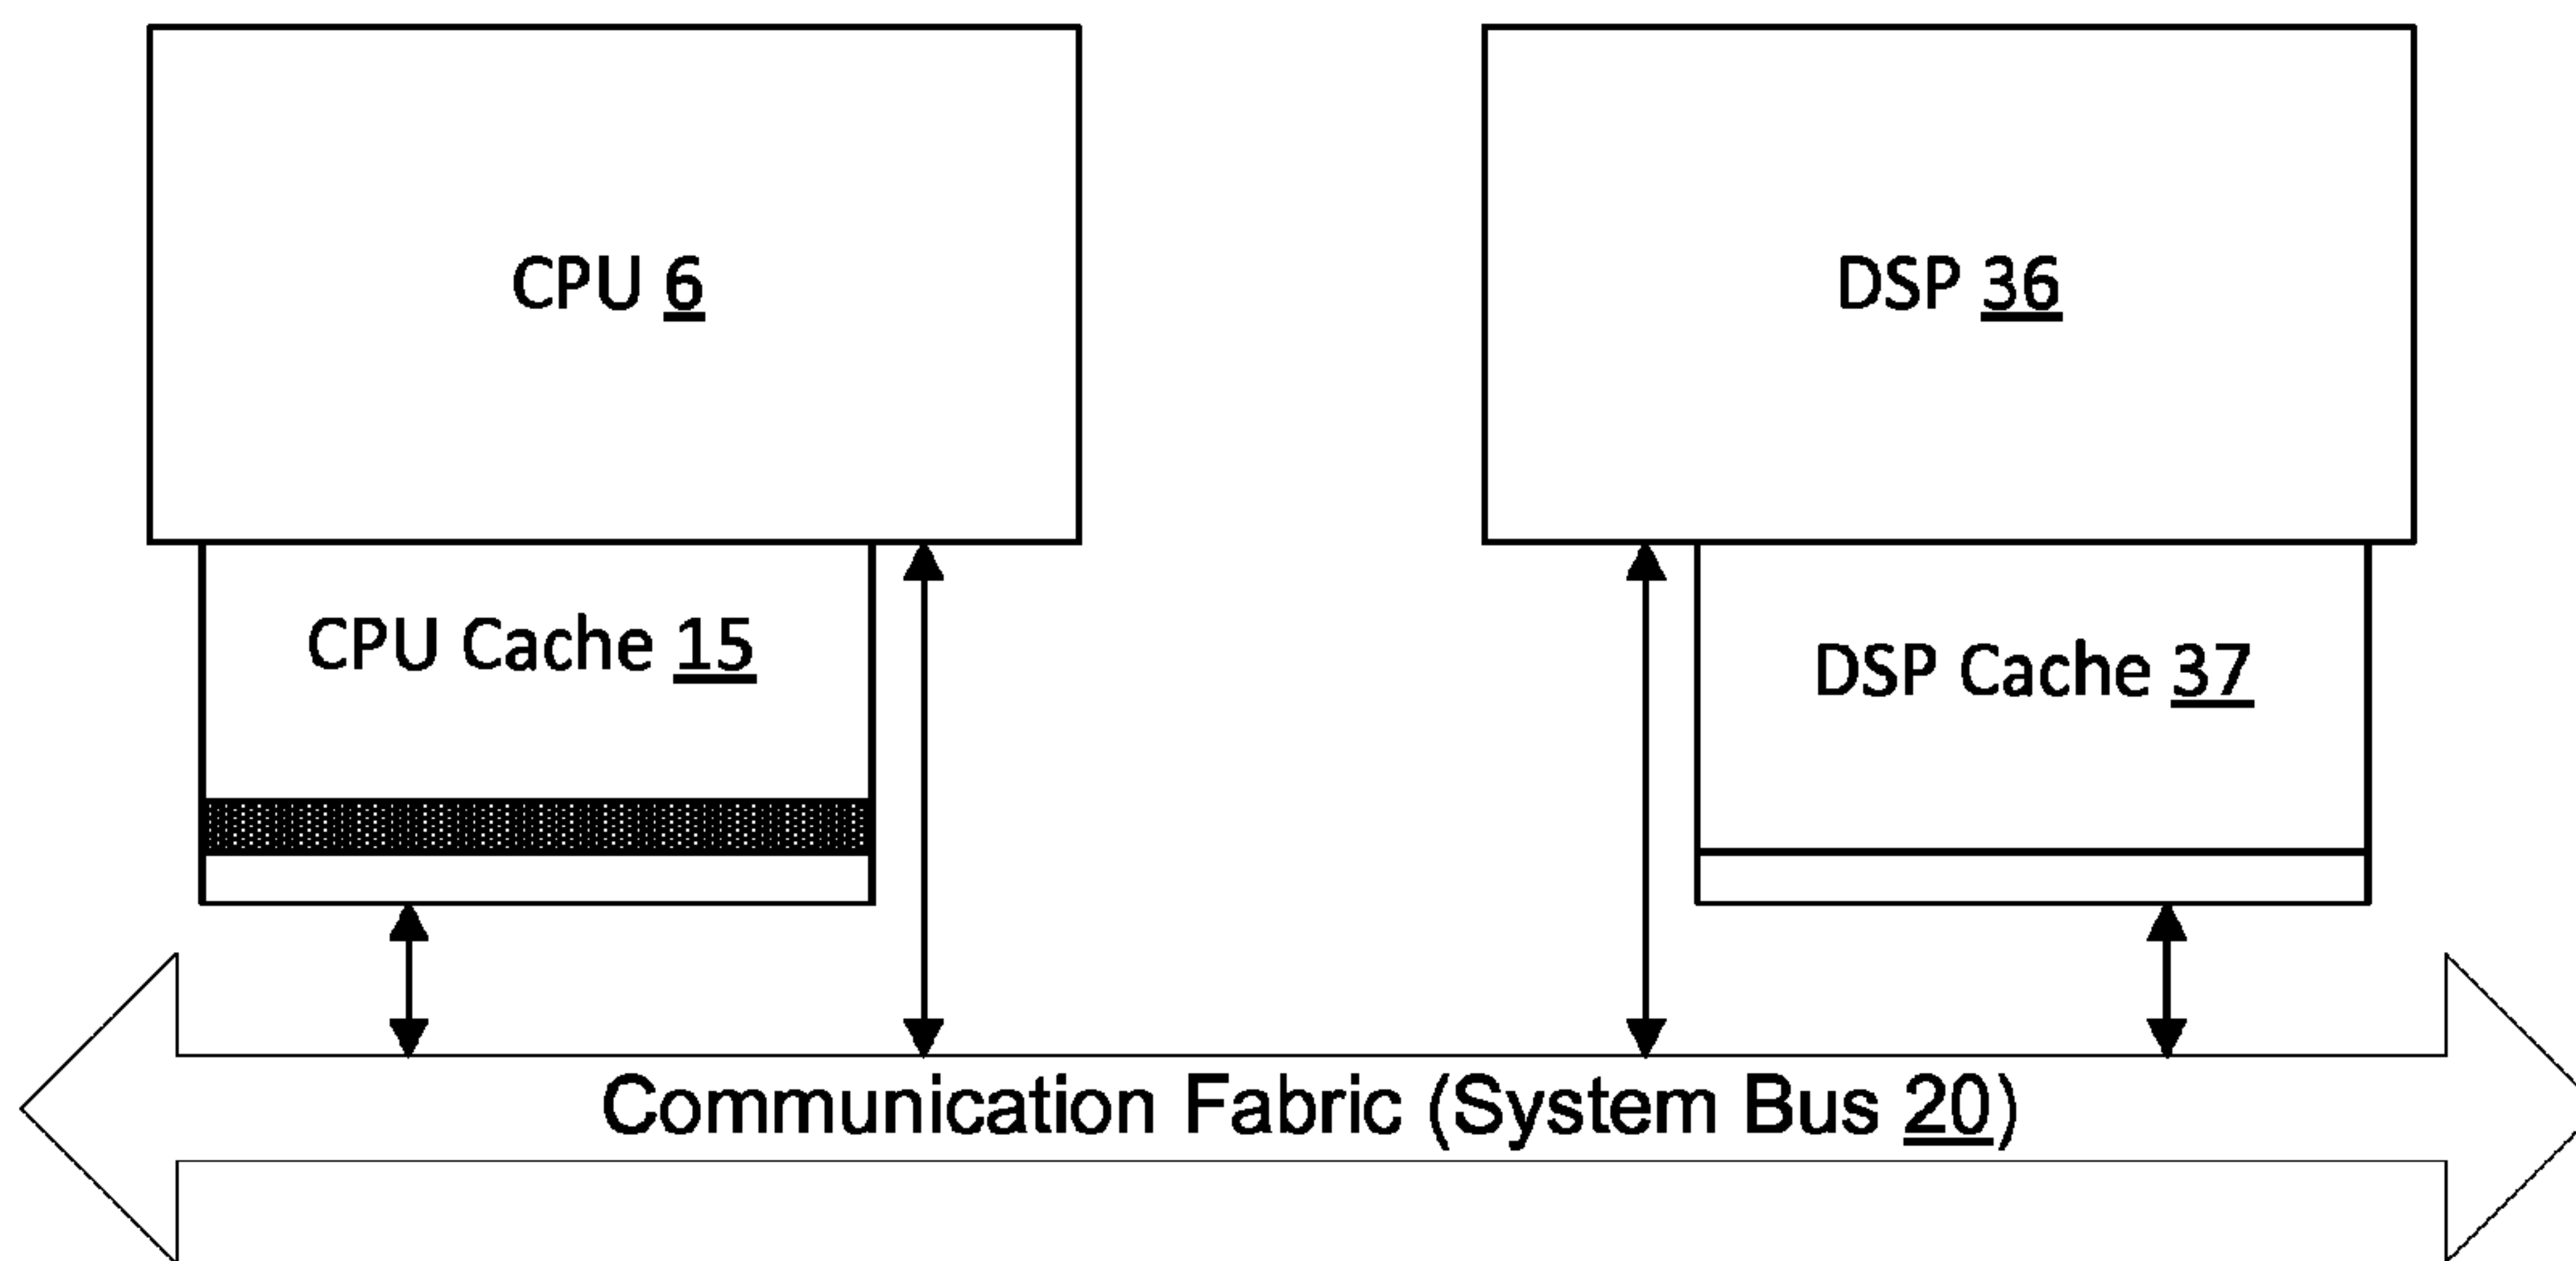 CPU 6
DSP 36
CPU Cache 15
DSP Cache 37
Communication Fabric (System Bus 20)